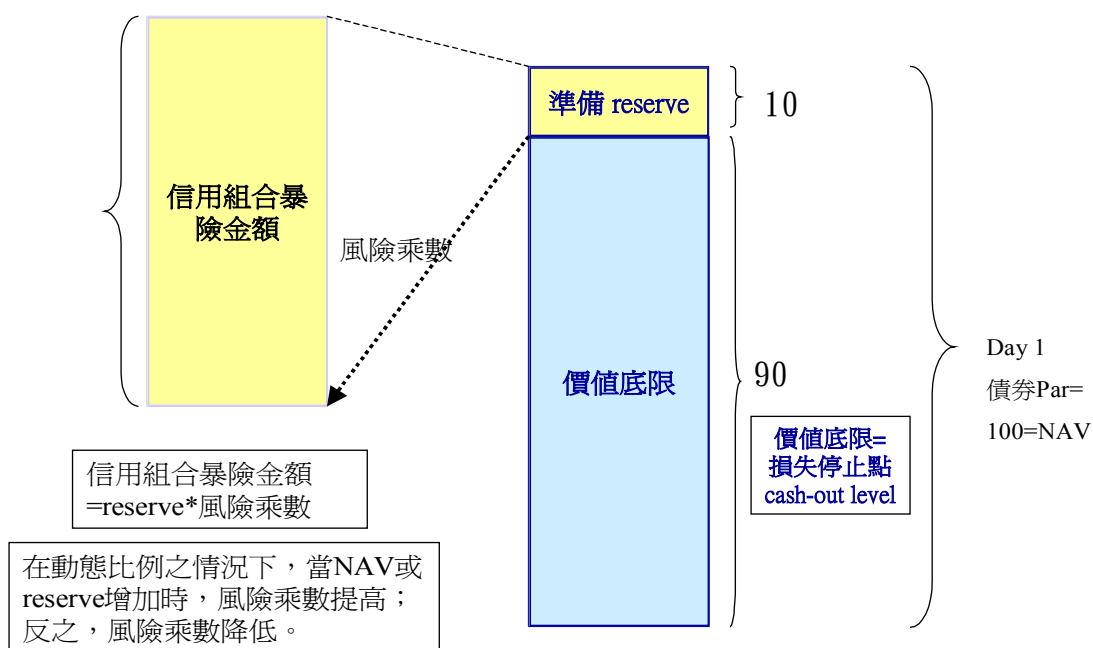 準備 reserve
10
信用組合暴
險金額
風險乘數
價值底限
90
價值底限=
損失停止點
cash-out level
Day 1
債券Par=
100=NAV
信用組合暴險金額
=reserve*風險乘數
在動態比例之情況下，當NAV或
reserve增加時，風險乘數提高；
反之，風險乘數降低。